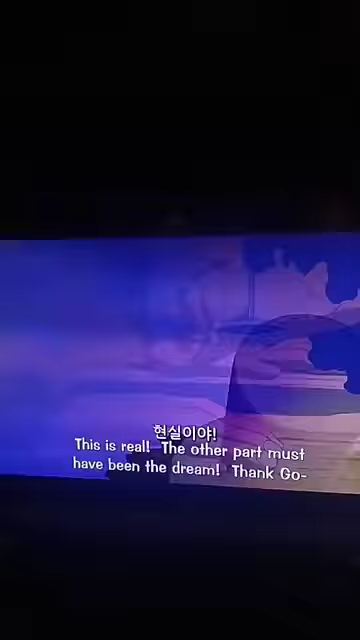 현실이야!
This is real! The other part must
have been the dream! Thank Go-